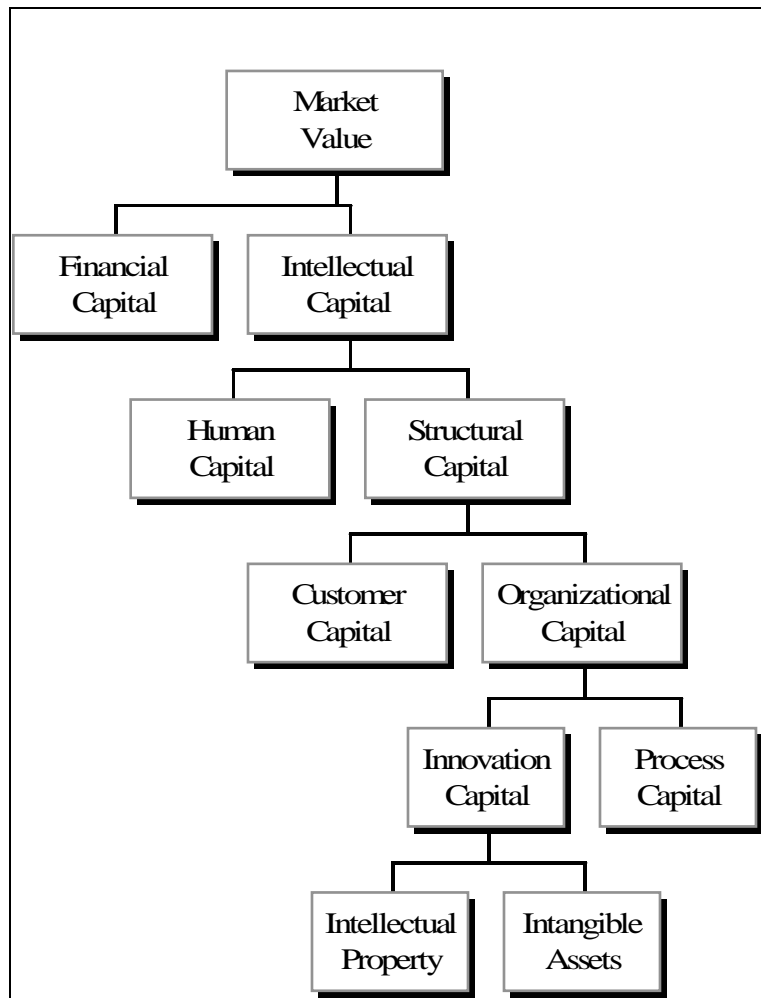 Market
Value
Financial
Capital
Intellectual
Capital
Human
Capital
Structural
Capital
Customer
Capital
Organizational
Capital
Innovation
Capital
Process
Capital
Intellectual
Property
Intangible
Assets